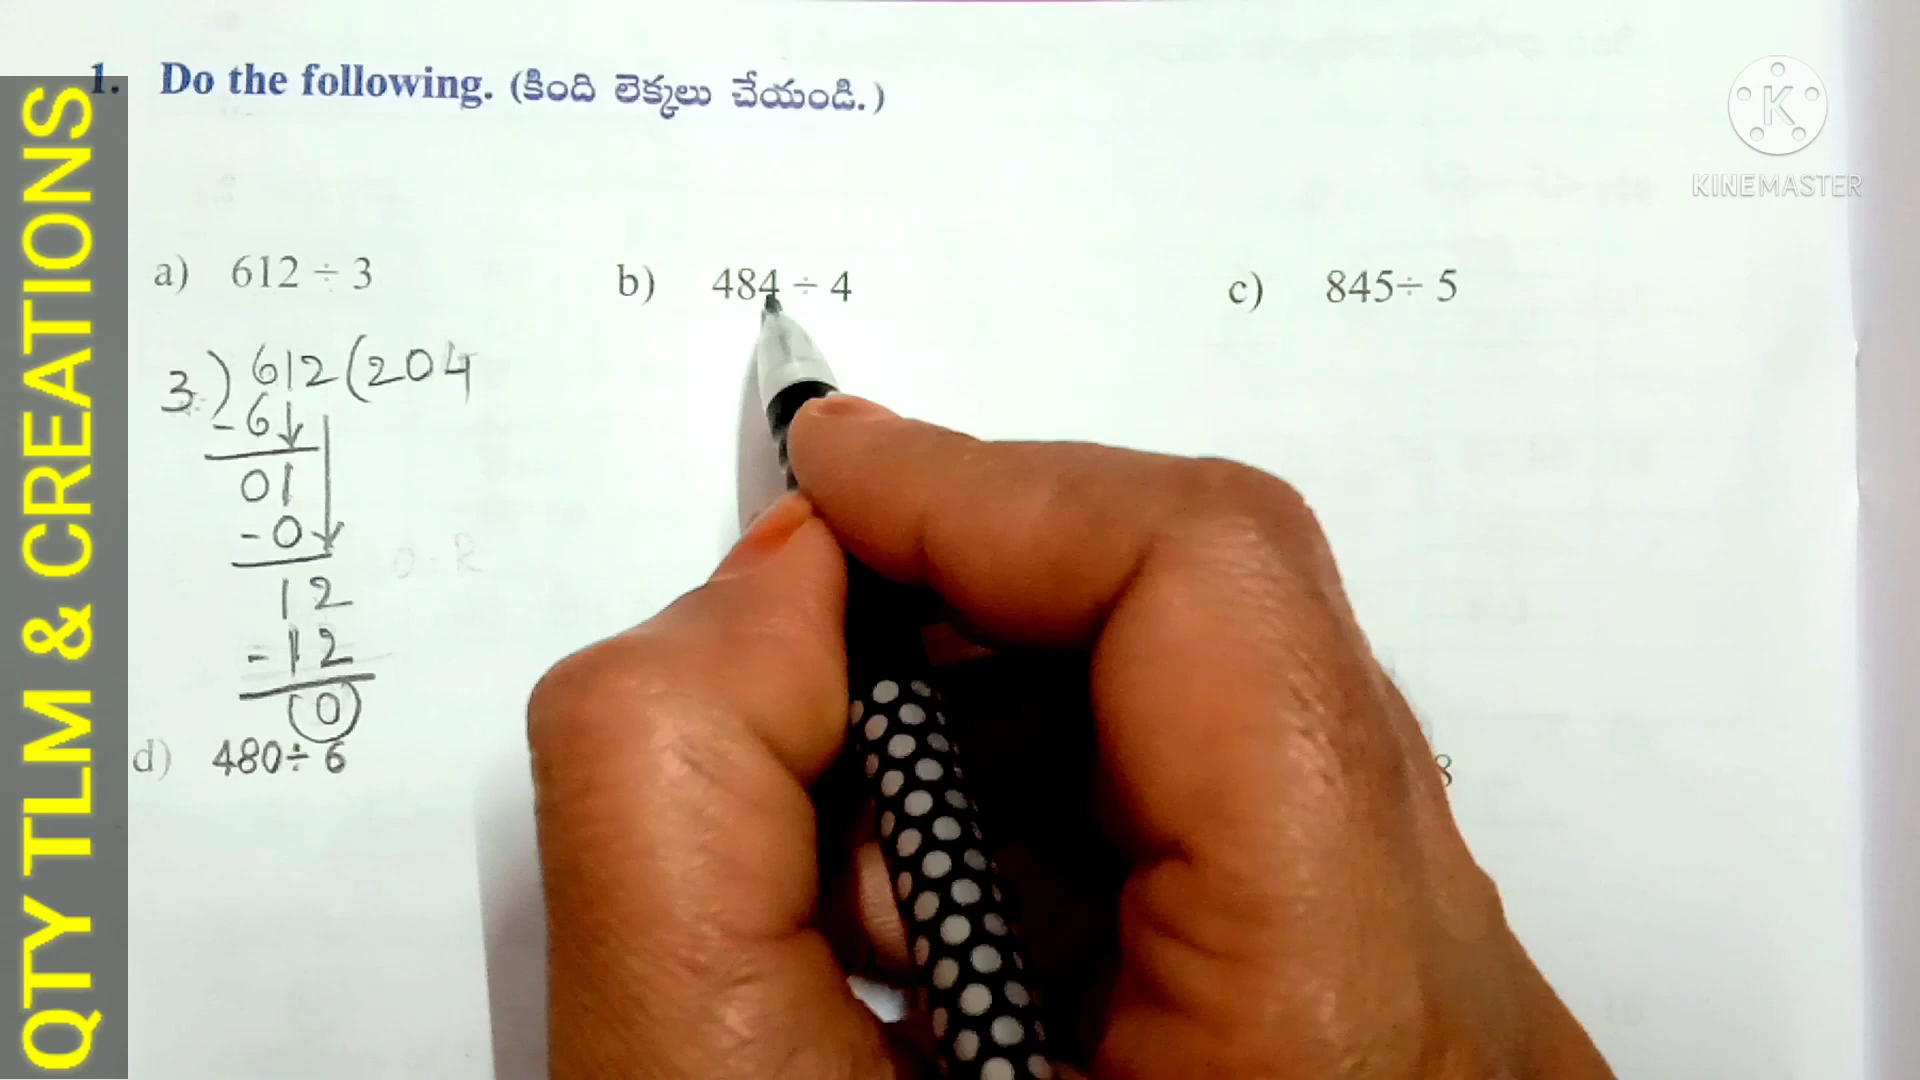 1. Do the following. (కింది లెక్కలు చేయండి.)
a) 612 ÷ 3
b) 484 ÷ 4
c) 845÷ 5
3) 612 (204
-6
01
-0
12
-12
0
d) 480÷ 6
8
QTY TLM & CREATIONS
K
KINEMASTER